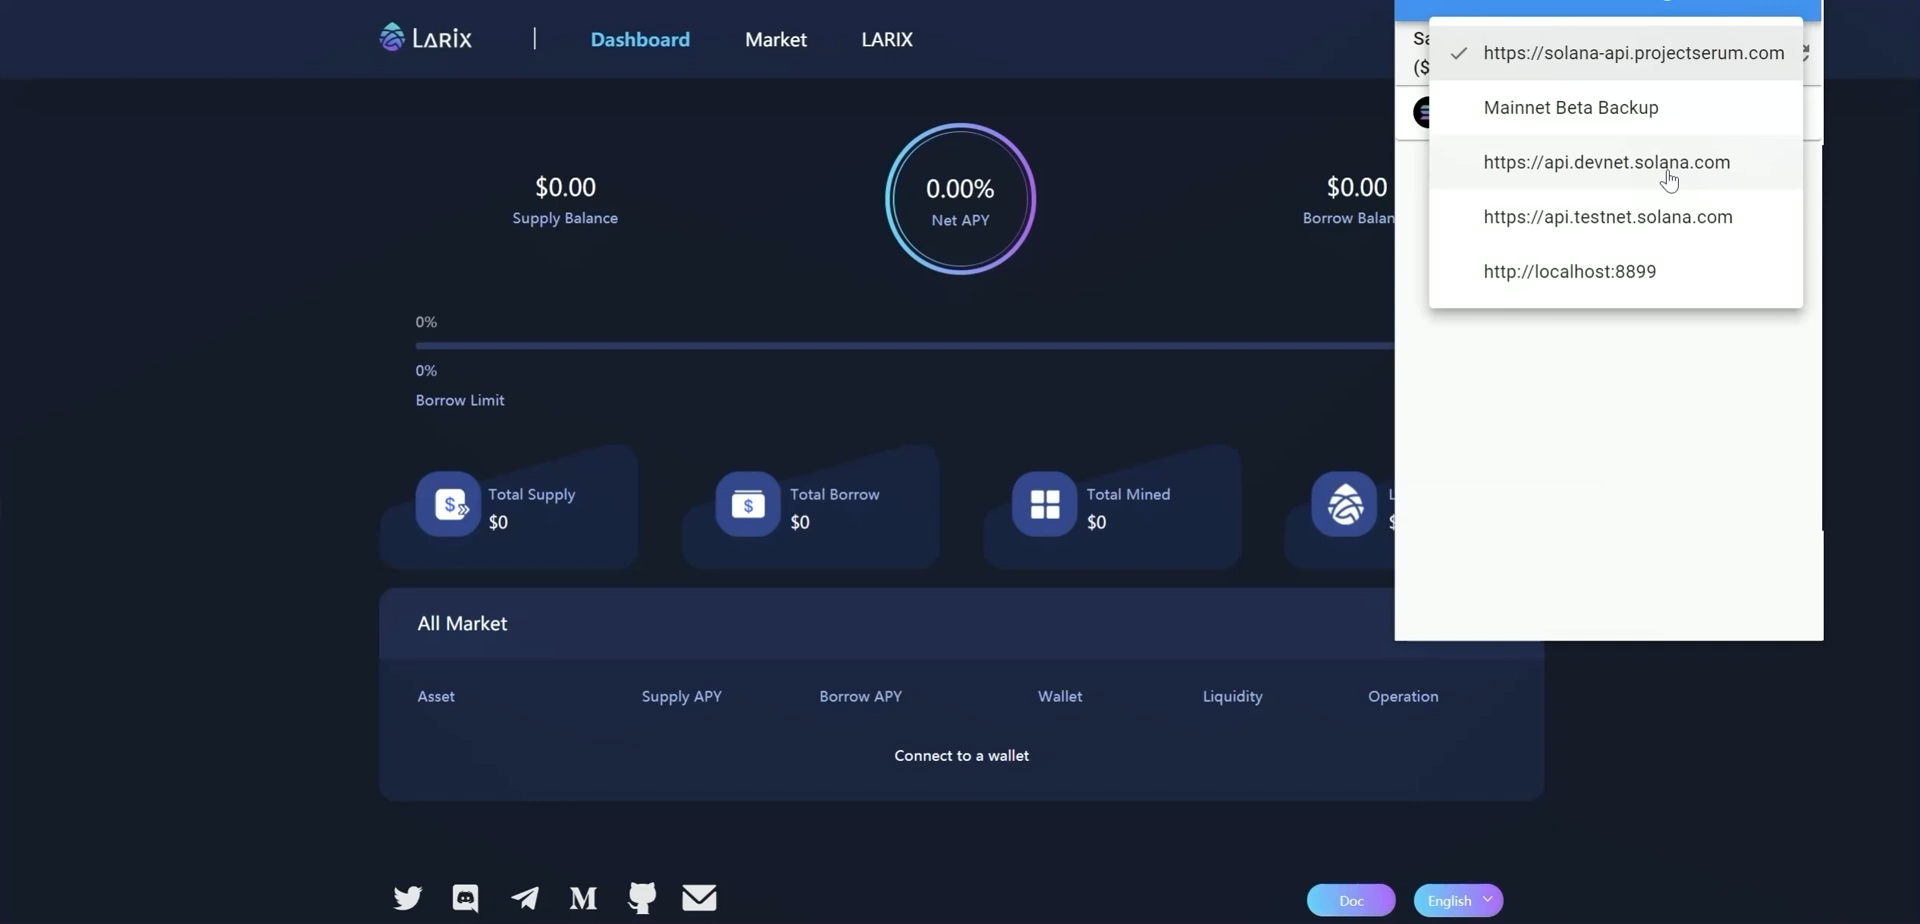 LARIX
Dashboard
Market
LARIX
$0.00
Supply Balance
0.00%
Net APY
$0.00
Borrow Balan
0%
0%
Borrow Limit
Total Supply
$0
Total Borrow
$0
Total Mined
$0
All Market
Asset
Supply APY
Borrow APY
Wallet
Liquidity
Operation
Connect to a wallet
Doc
English
Sa
($
https://solana-api.projectserum.com
Mainnet Beta Backup
https://api.devnet.solana.com
https://api.testnet.solana.com
http://localhost:8899